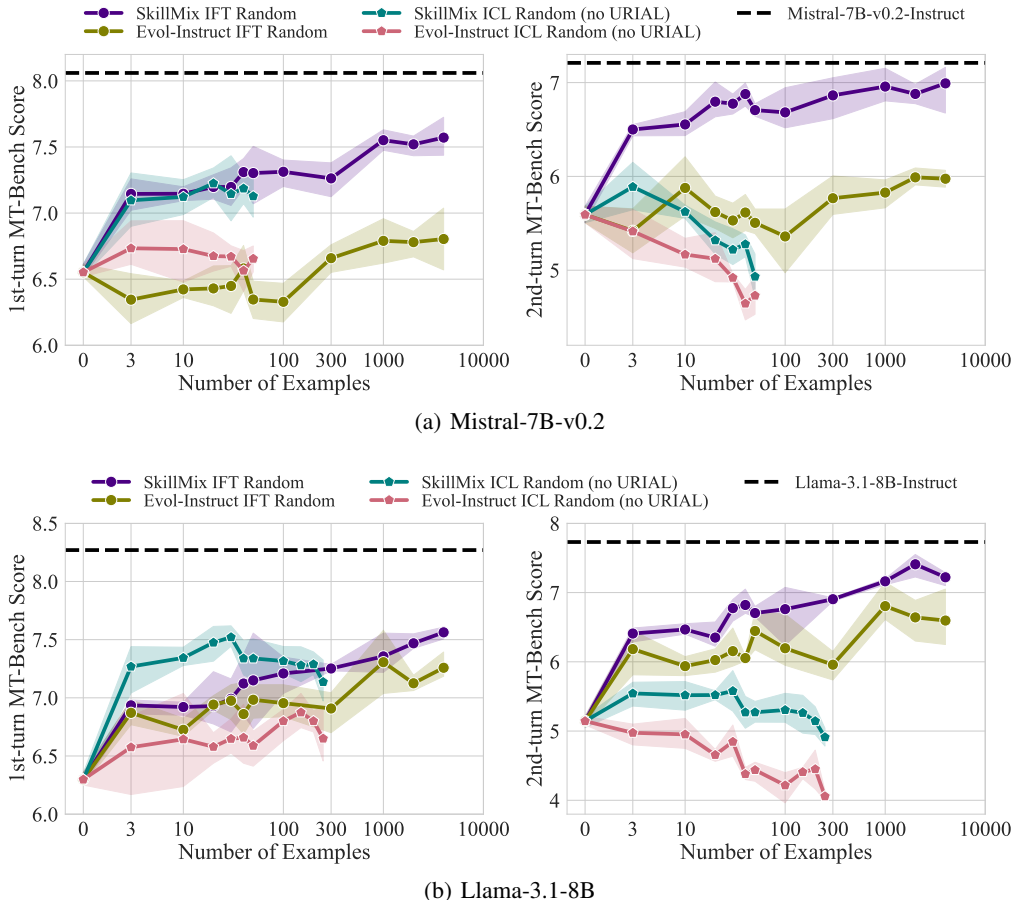 SkillMix IFT Random
Evol-Instruct IFT Random
SkillMix ICL Random (no URIAL)
Evol-Instruct ICL Random (no URIAL)
Mistral-7B-v0.2-Instruct
1st-turn MT-Bench Score
8.0
7.5
7.0
6.5
6.0
0 3 10 100 300 1000 10000
Number of Examples
2nd-turn MT-Bench Score
7
6
5
0 3 10 100 300 1000 10000
Number of Examples
(a) Mistral-7B-v0.2
SkillMix IFT Random
Evol-Instruct IFT Random
SkillMix ICL Random (no URIAL)
Evol-Instruct ICL Random (no URIAL)
Llama-3.1-8B-Instruct
1st-turn MT-Bench Score
8.5
8.0
7.5
7.0
6.5
6.0
0 3 10 100 300 1000 10000
Number of Examples
2nd-turn MT-Bench Score
8
7
6
5
4
0 3 10 100 300 1000 10000
Number of Examples
(b) Llama-3.1-8B